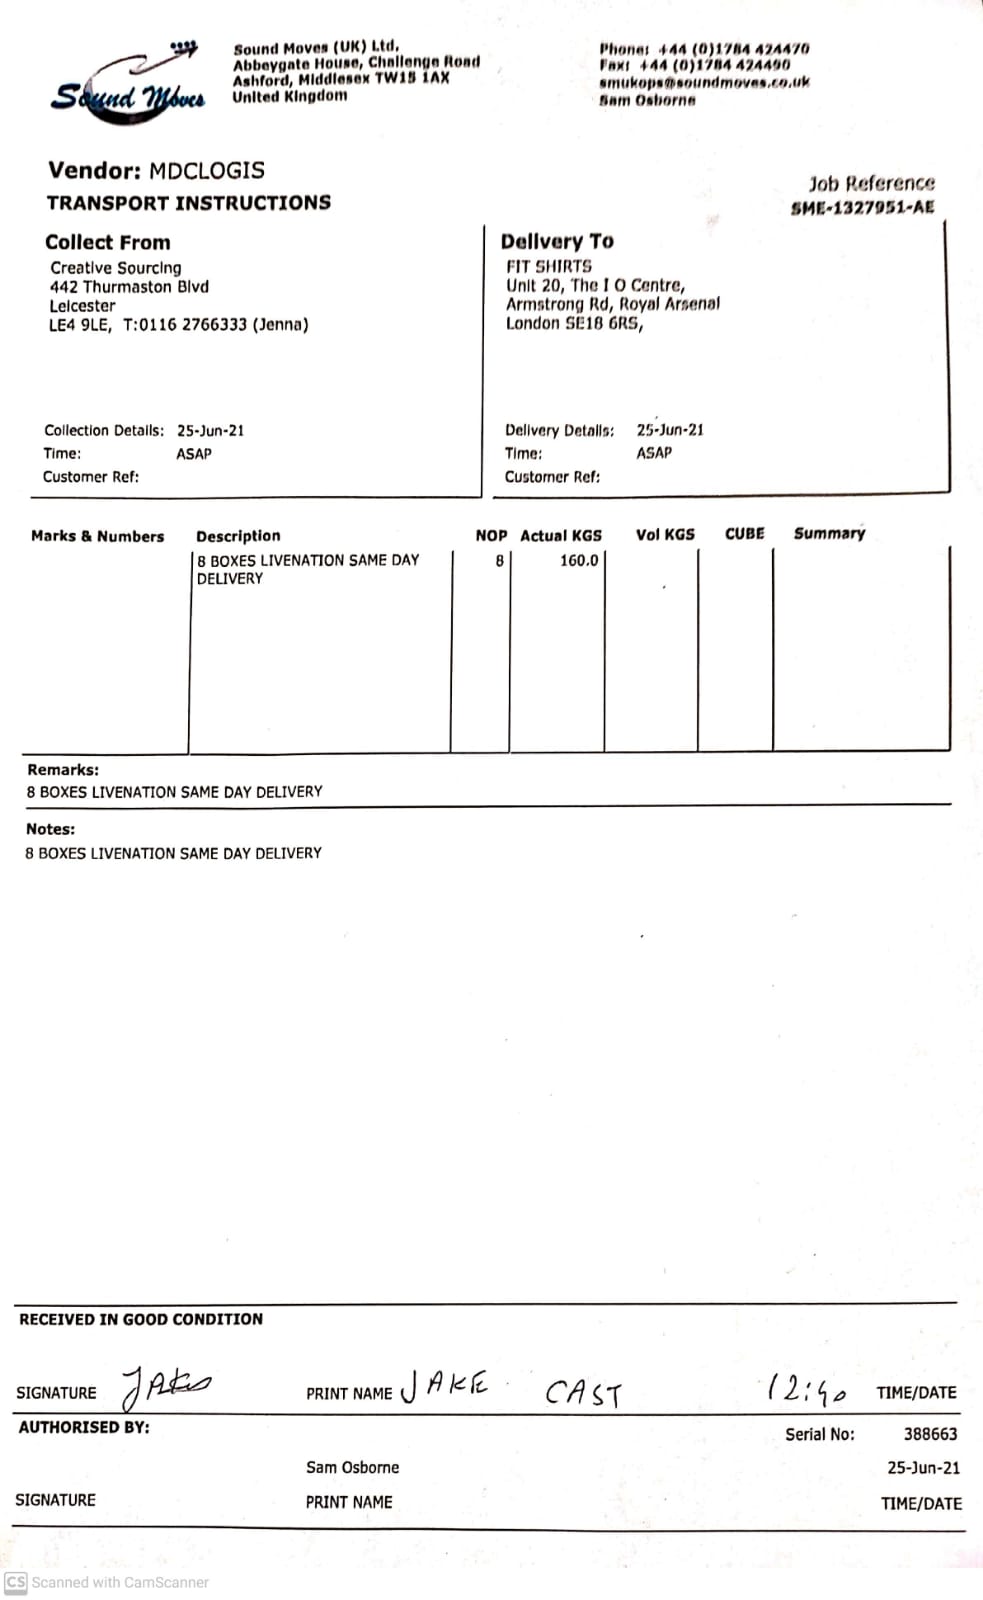 Sound Moves
Sound Moves (UK) Ltd,
Abbeygate House, Challenge Road
Ashford, Middlesex TW15 1AX
United Kingdom
Phone: +44 (0)1784 424470
Fax: +44 (0)1784 424490
smukops@soundmoves.co.uk
Sam Osborne
Vendor: MDCLOGIS
TRANSPORT INSTRUCTIONS
Job Reference
SME-1327951-AE
Collect From
Creative Sourcing
442 Thurmaston Blvd
Leicester
LE4 9LE, T:0116 2766333 (Jenna)
Collection Details: 25-Jun-21
Time: ASAP
Customer Ref:
Delivery To
FIT SHIRTS
Unit 20, The I O Centre,
Armstrong Rd, Royal Arsenal
London SE18 6RS,
Delivery Details: 25-Jun-21
Time: ASAP
Customer Ref:
Marks & Numbers Description NOP Actual KGS Vol KGS CUBE Summary
8 BOXES LIVENATION SAME DAY 8 160.0
DELIVERY
Remarks:
8 BOXES LIVENATION SAME DAY DELIVERY
Notes:
8 BOXES LIVENATION SAME DAY DELIVERY
RECEIVED IN GOOD CONDITION
SIGNATURE PRINT NAME JAKE CAST 12:40 TIME/DATE
AUTHORISED BY:
Serial No: 388663
Sam Osborne 25-Jun-21
SIGNATURE PRINT NAME TIME/DATE
CS Scanned with CamScanner